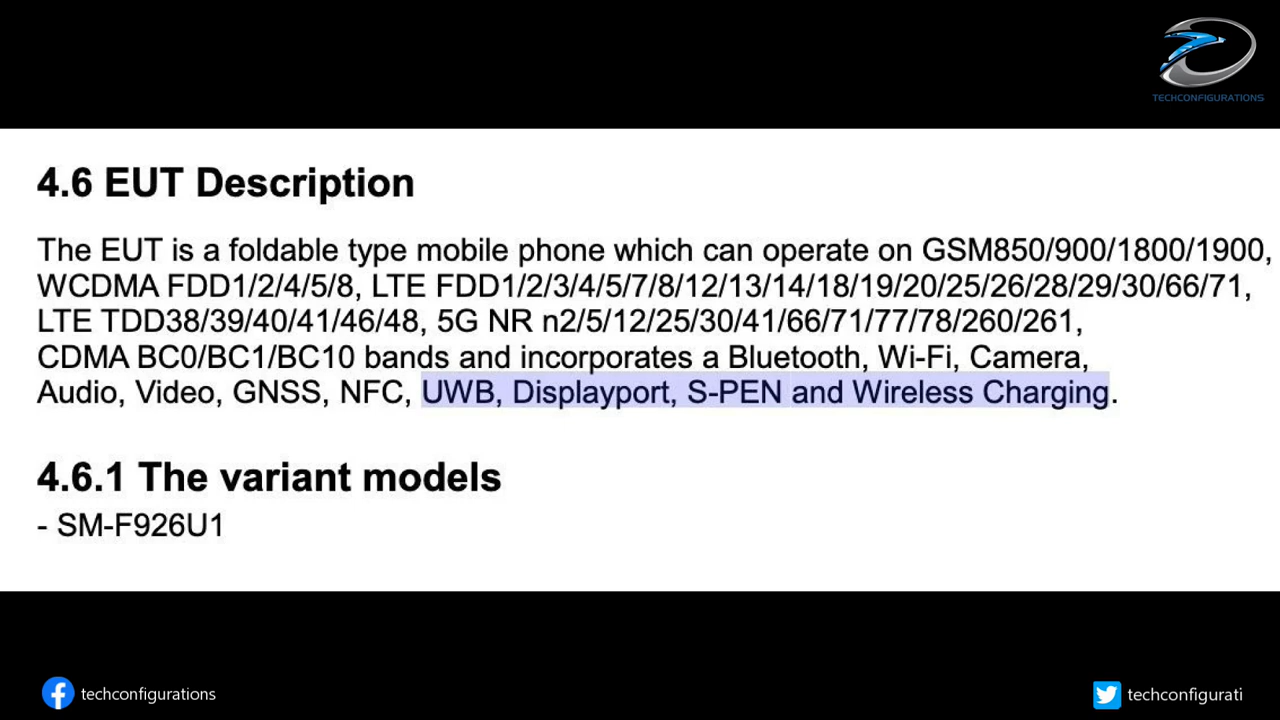 TECHCONFIGURATIONS
4.6 EUT Description
The EUT is a foldable type mobile phone which can operate on GSM850/900/1800/1900,
WCDMA FDD1/2/4/5/8, LTE FDD1/2/3/4/5/7/8/12/13/14/18/19/20/25/26/28/29/30/66/71,
LTE TDD38/39/40/41/46/48, 5G NR n2/5/12/25/30/41/66/71/77/78/260/261,
CDMA BC0/BC1/BC10 bands and incorporates a Bluetooth, Wi-Fi, Camera,
Audio, Video, GNSS, NFC, UWB, Displayport, S-PEN and Wireless Charging.
4.6.1 The variant models
- SM-F926U1
techconfigurations
techconfigurati